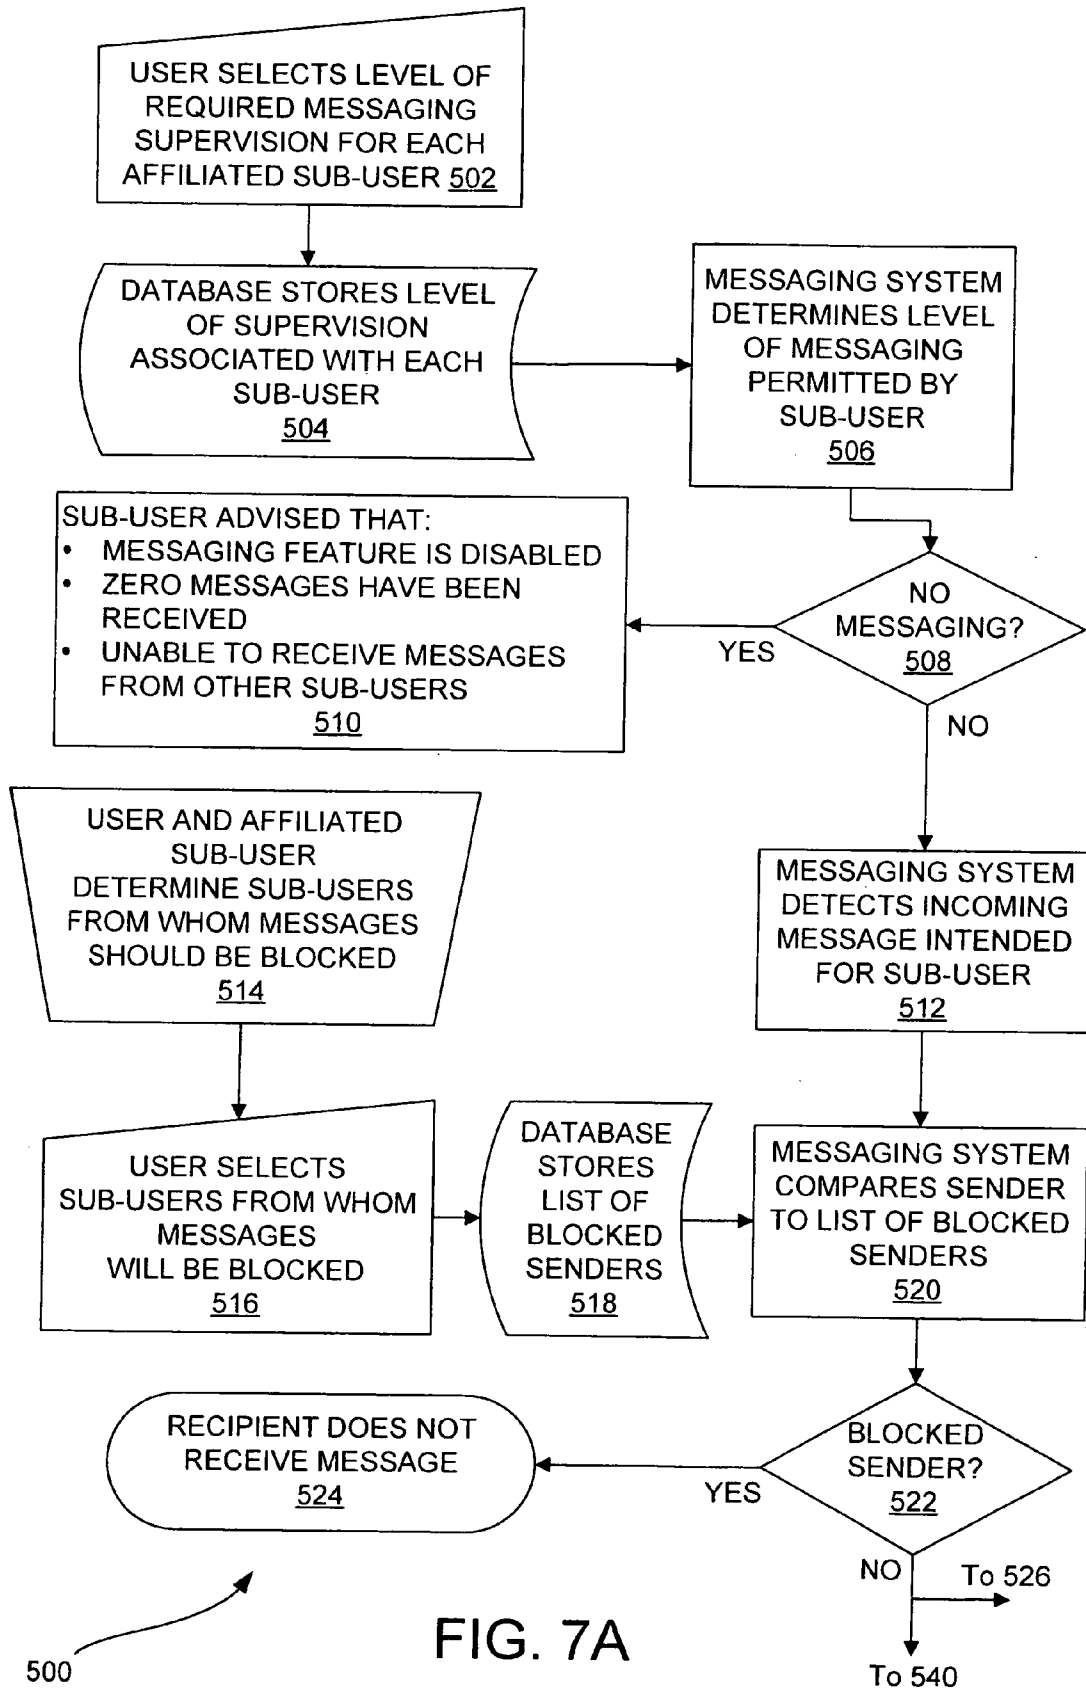 USER SELECTS LEVEL OF
REQUIRED MESSAGING
SUPERVISION FOR EACH
AFFILIATED SUB-USER 502
DATABASE STORES LEVEL
OF SUPERVISION
ASSOCIATED WITH EACH
SUB-USER
504
MESSAGING SYSTEM
DETERMINES LEVEL
OF MESSAGING
PERMITTED BY
SUB-USER
506
SUB-USER ADVISED THAT:
• MESSAGING FEATURE IS DISABLED
• ZERO MESSAGES HAVE BEEN
RECEIVED
• UNABLE TO RECEIVE MESSAGES
FROM OTHER SUB-USERS
510
NO
MESSAGING?
508
YES
NO
USER AND AFFILIATED
SUB-USER
DETERMINE SUB-USERS
FROM WHOM MESSAGES
SHOULD BE BLOCKED
514
MESSAGING SYSTEM
DETECTS INCOMING
MESSAGE INTENDED
FOR SUB-USER
512
USER SELECTS
SUB-USERS FROM WHOM
MESSAGES
WILL BE BLOCKED
516
DATABASE
STORES
LIST OF
BLOCKED
SENDERS
518
MESSAGING SYSTEM
COMPARES SENDER
TO LIST OF BLOCKED
SENDERS
520
RECIPIENT DOES NOT
RECEIVE MESSAGE
524
BLOCKED
SENDER?
522
YES
NO
To 526
To 540
500
FIG. 7A